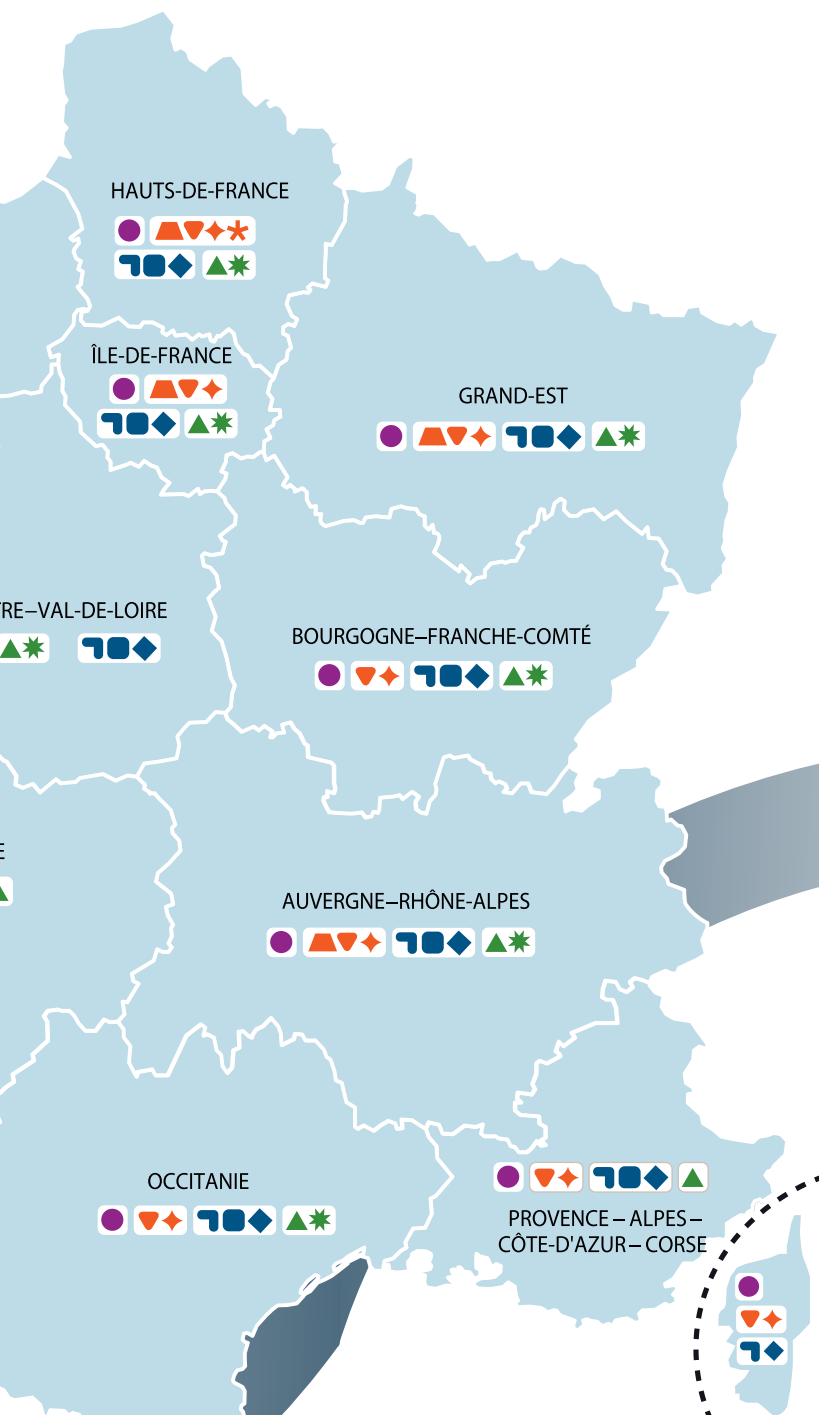 HAUTS-DE-FRANCE
ÎLE-DE-FRANCE
GRAND-EST
TRE–VAL-DE-LOIRE
BOURGOGNE–FRANCHE-COMTÉ
E
AUVERGNE–RHÔNE-ALPES
OCCITANIE
PROVENCE – ALPES –
CÔTE-D'AZUR – CORSE